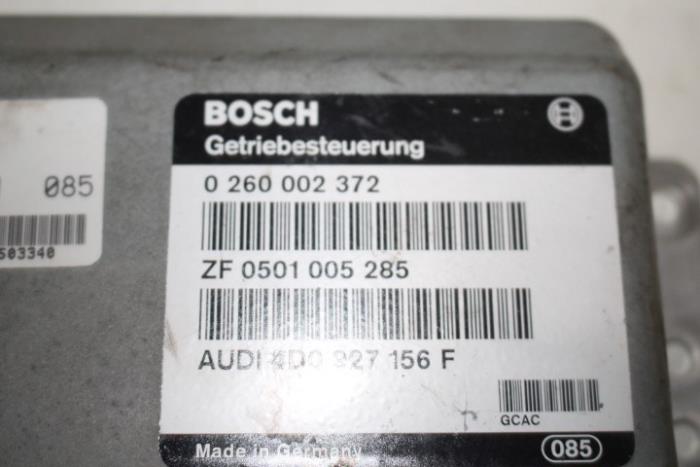 BOSCH
Getriebesteuerung
0 260 002 372
ZF 0501 005 285
AUDI 4D0 927 156 F
GCAC
Made in Germany
085
085
503340